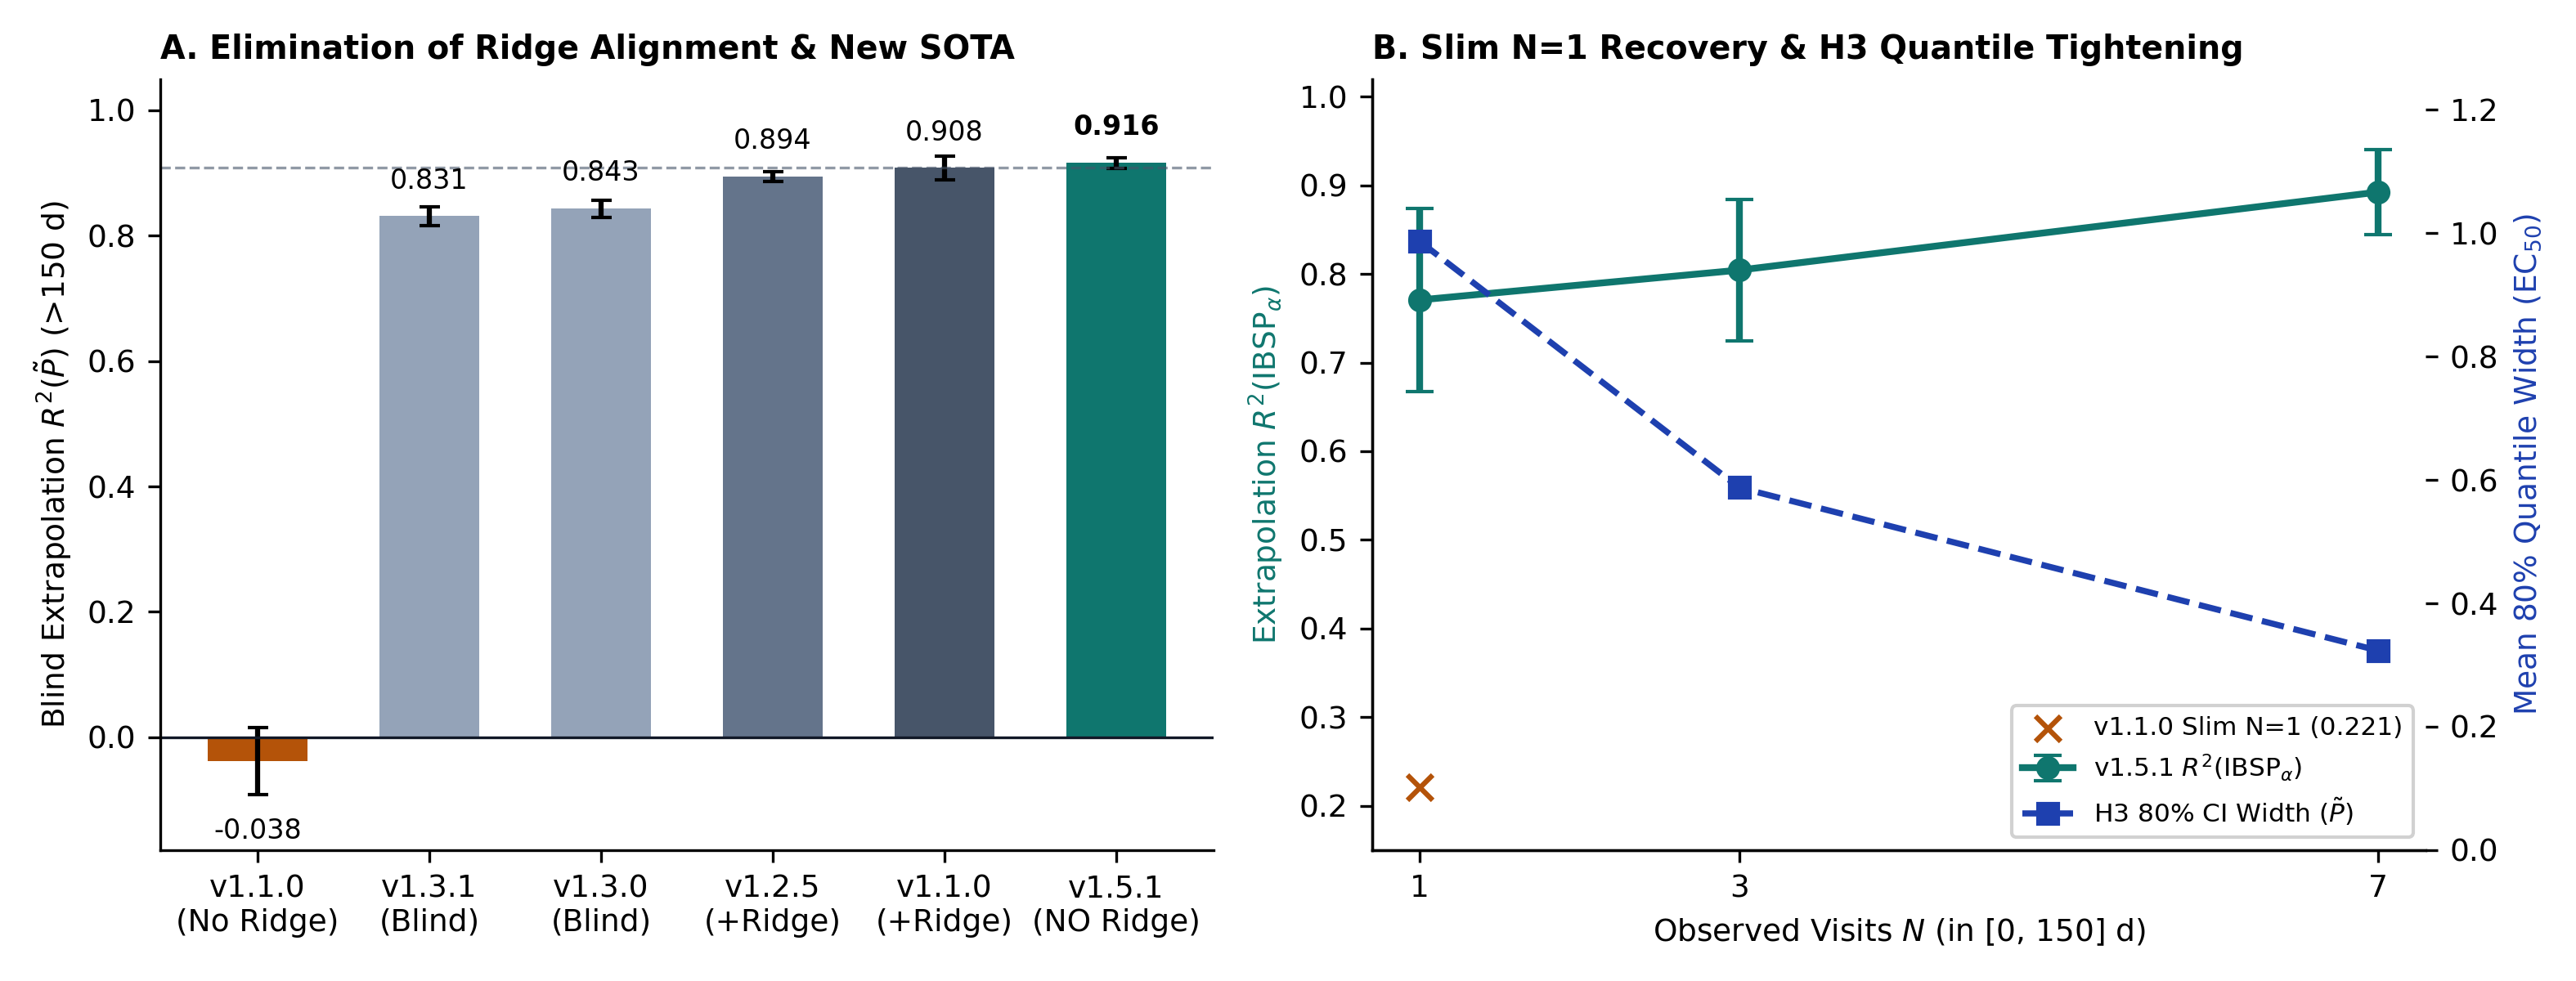 A. Elimination of Ridge Alignment & New SOTA
Blind Extrapolation R²(P̃) (>150 d)
1.0
0.8
0.6
0.4
0.2
0.0
-0.038
0.831
0.843
0.894
0.908
0.916
v1.1.0
(No Ridge)
v1.3.1
(Blind)
v1.3.0
(Blind)
v1.2.5
(+Ridge)
v1.1.0
(+Ridge)
v1.5.1
(NO Ridge)
B. Slim N=1 Recovery & H3 Quantile Tightening
Extrapolation R²(IBSPα)
1.0
0.9
0.8
0.7
0.6
0.5
0.4
0.3
0.2
1
3
7
Observed Visits N (in [0, 150] d)
1.2
1.0
0.8
0.6
0.4
0.2
0.0
Mean 80% Quantile Width (EC₅₀)
v1.1.0 Slim N=1 (0.221)
v1.5.1 R²(IBSPα)
H3 80% CI Width (P̃)